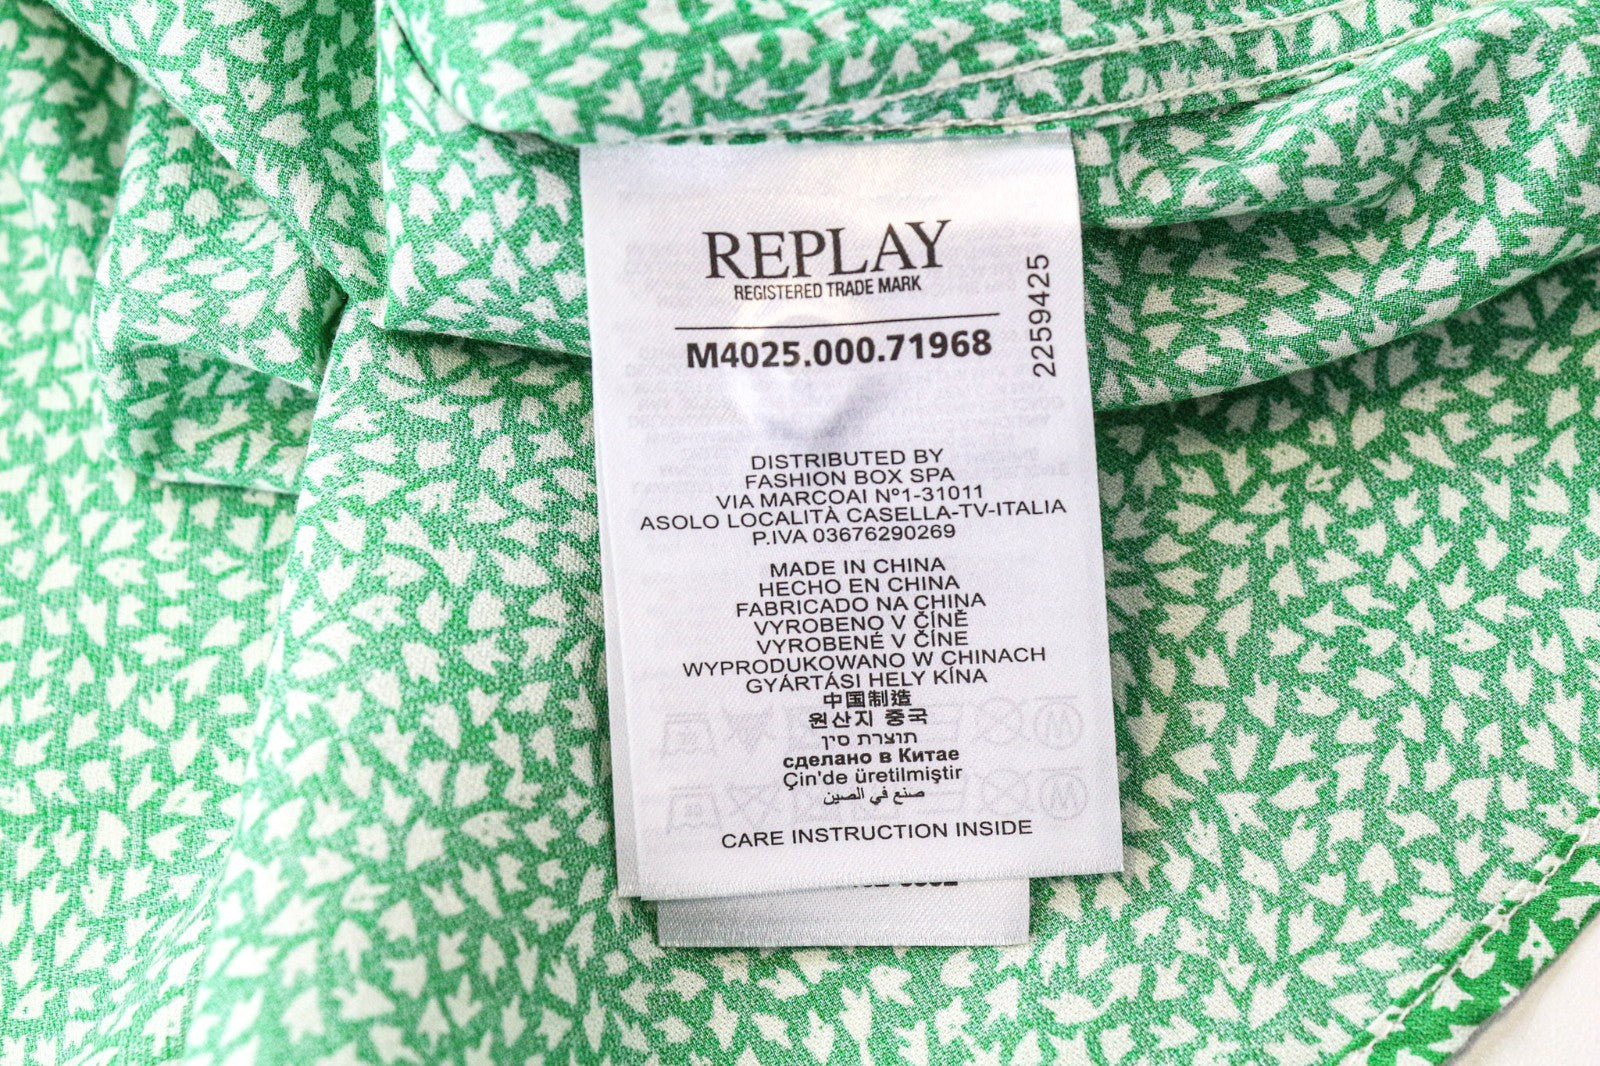 REPLAY
REGISTERED TRADE MARK
M4025.000.71968
2259425
DISTRIBUTED BY
FASHION BOX SPA
VIA MARCOAI Nº1-31011
ASOLO LOCALITÀ CASELLA-TV-ITALIA
P.IVA 03676290269
MADE IN CHINA
HECHO EN CHINA
FABRICADO NA CHINA
VYROBENO V ČÍNĚ
VYROBENÉ V ČÍNE
WYPRODUKOWANO W CHINACH
GYÁRTÁSI HELY KÍNA
中国制造
원산지 중국
תוצרת סין
сделано в Китае
Çin'de üretilmiştir
صنع في الصين
CARE INSTRUCTION INSIDE